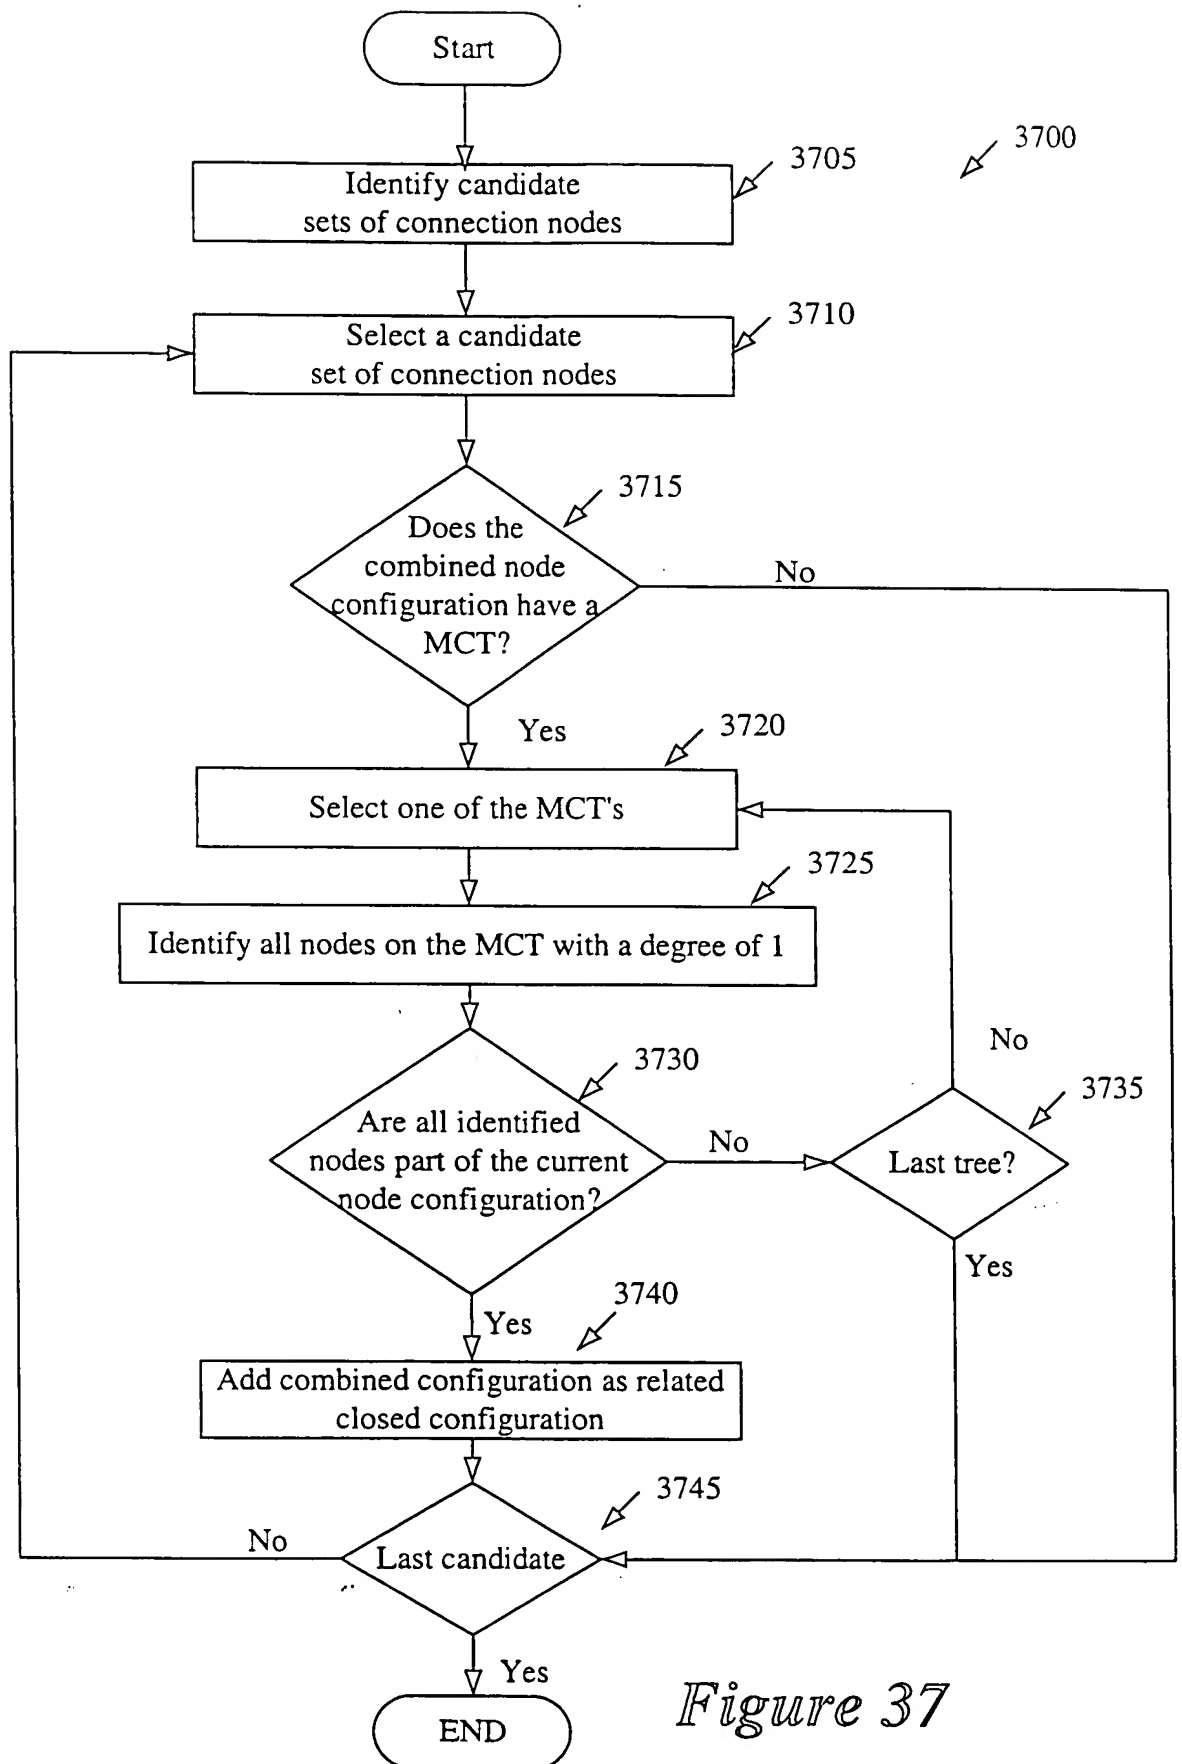 Start
3700
3705
Identify candidate
sets of connection nodes
3710
Select a candidate
set of connection nodes
3715
Does the
combined node
configuration have a
MCT?
No
Yes
3720
Select one of the MCT's
3725
Identify all nodes on the MCT with a degree of 1
No
3730
3735
Are all identified
nodes part of the current
node configuration?
No
Last tree?
Yes
3740
Yes
Add combined configuration as related
closed configuration
3745
No
Last candidate
Yes
END
Figure 37